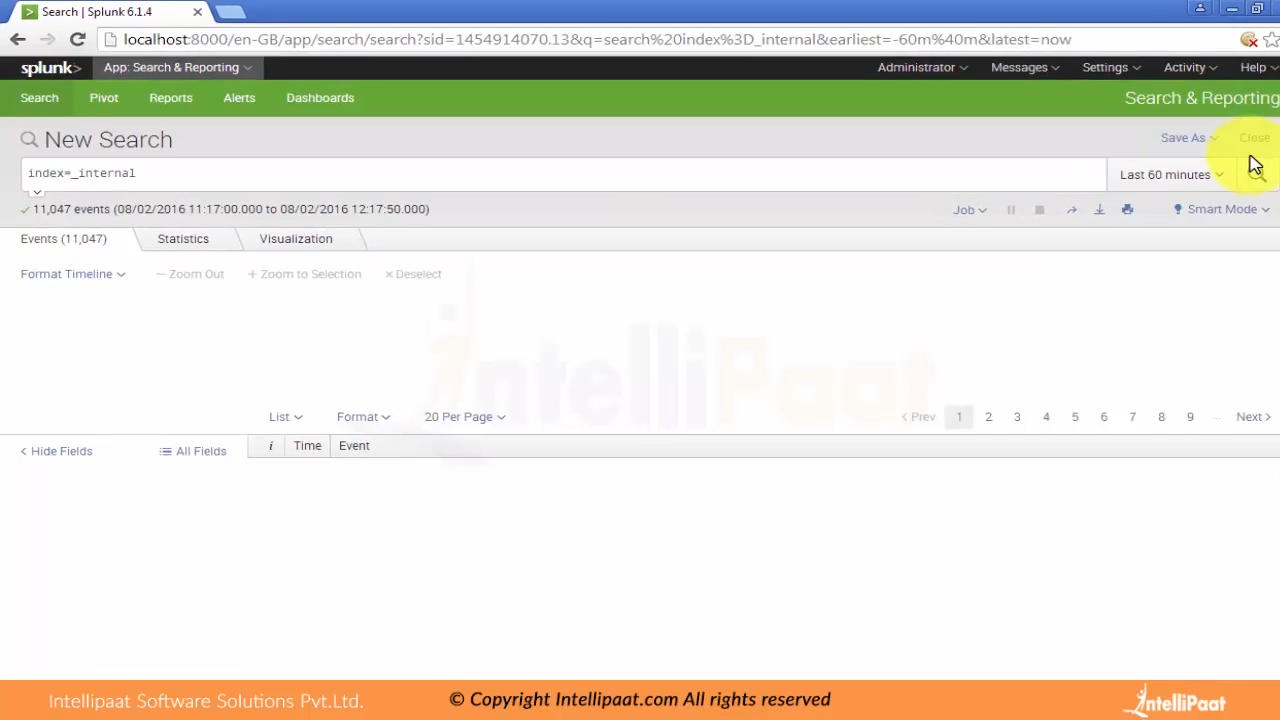 Search | Splunk 6.1.4
localhost:8000/en-GB/app/search/search?sid=1454914070.13&q=search%20index%3D_internal&earliest=-60m%40m&latest=now
splunk> App: Search & Reporting Administrator Messages Settings Activity Help
Search Pivot Reports Alerts Dashboards Search & Reporting
New Search Save As Close
index=_internal Last 60 minutes
11,047 events (08/02/2016 11:17:00.000 to 08/02/2016 12:17:50.000) Job Smart Mode
Events (11,047) Statistics Visualization
Format Timeline − Zoom Out + Zoom to Selection × Deselect
IntelliPaat
List Format 20 Per Page < Prev 1 2 3 4 5 6 7 8 9 ... Next >
< Hide Fields All Fields i Time Event
Intellipaat Software Solutions Pvt.Ltd. © Copyright Intellipaat.com All rights reserved IntelliPaat